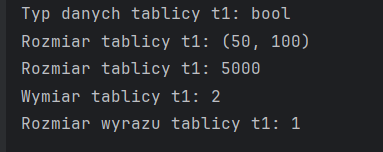 Typ danych tablicy t1: bool
Rozmiar tablicy t1: (50, 100)
Rozmiar tablicy t1: 5000
Wymiar tablicy t1: 2
Rozmiar wyrazu tablicy t1: 1